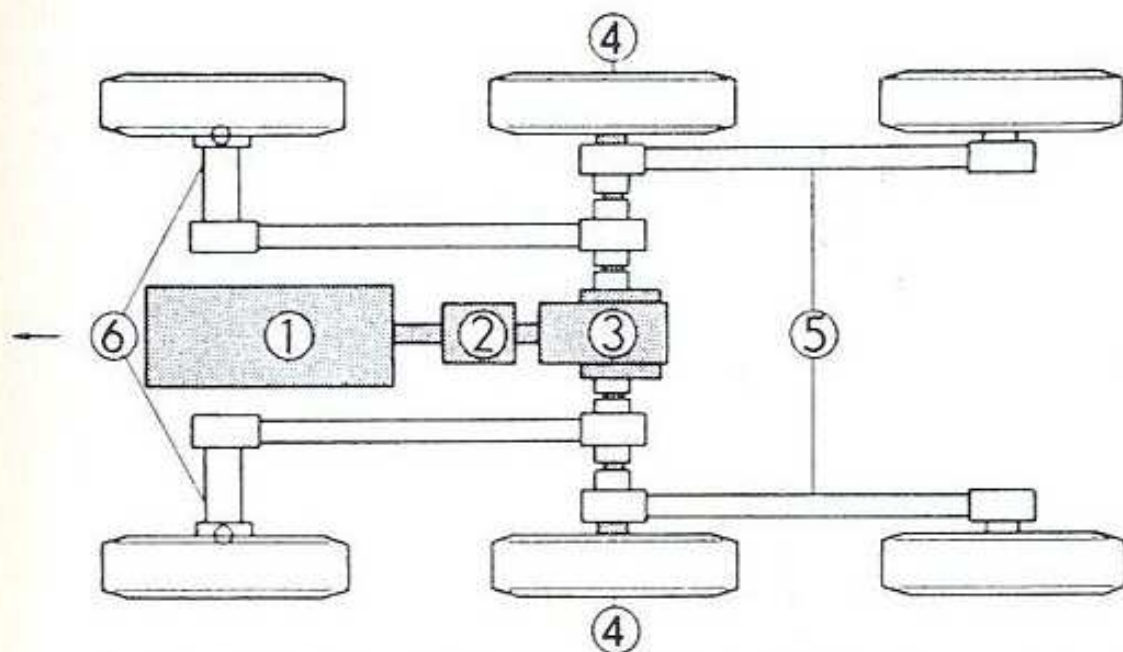 ④
⑥ ① ② ③ ⑤
④